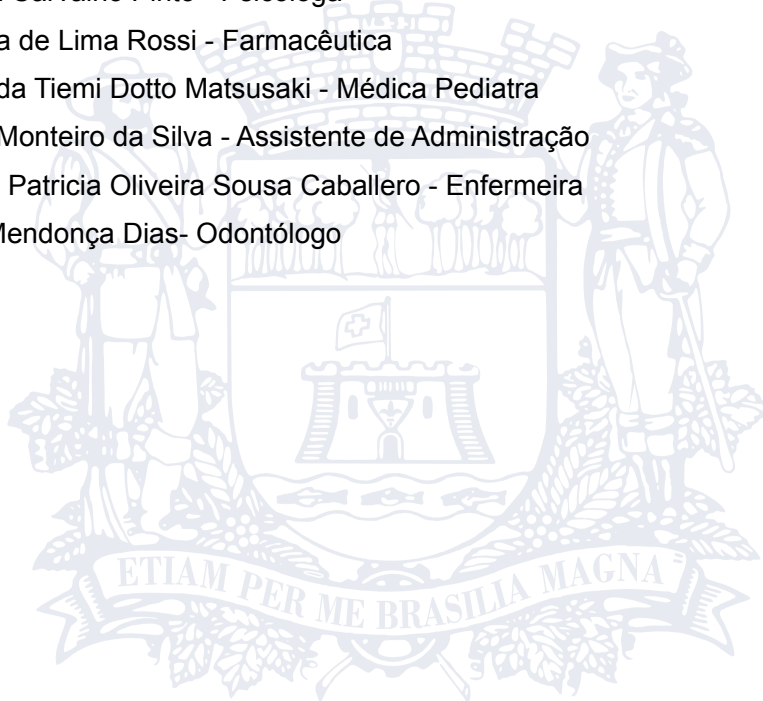 Carvalho Pinto - Psicóloga
a de Lima Rossi - Farmacêutica
da Tiemi Dotto Matsusaki - Médica Pediatra
Monteiro da Silva - Assistente de Administração
Patricia Oliveira Sousa Caballero - Enfermeira
Mendonça Dias- Odontólogo
ETIAM PER ME BRASILIA MAGNA